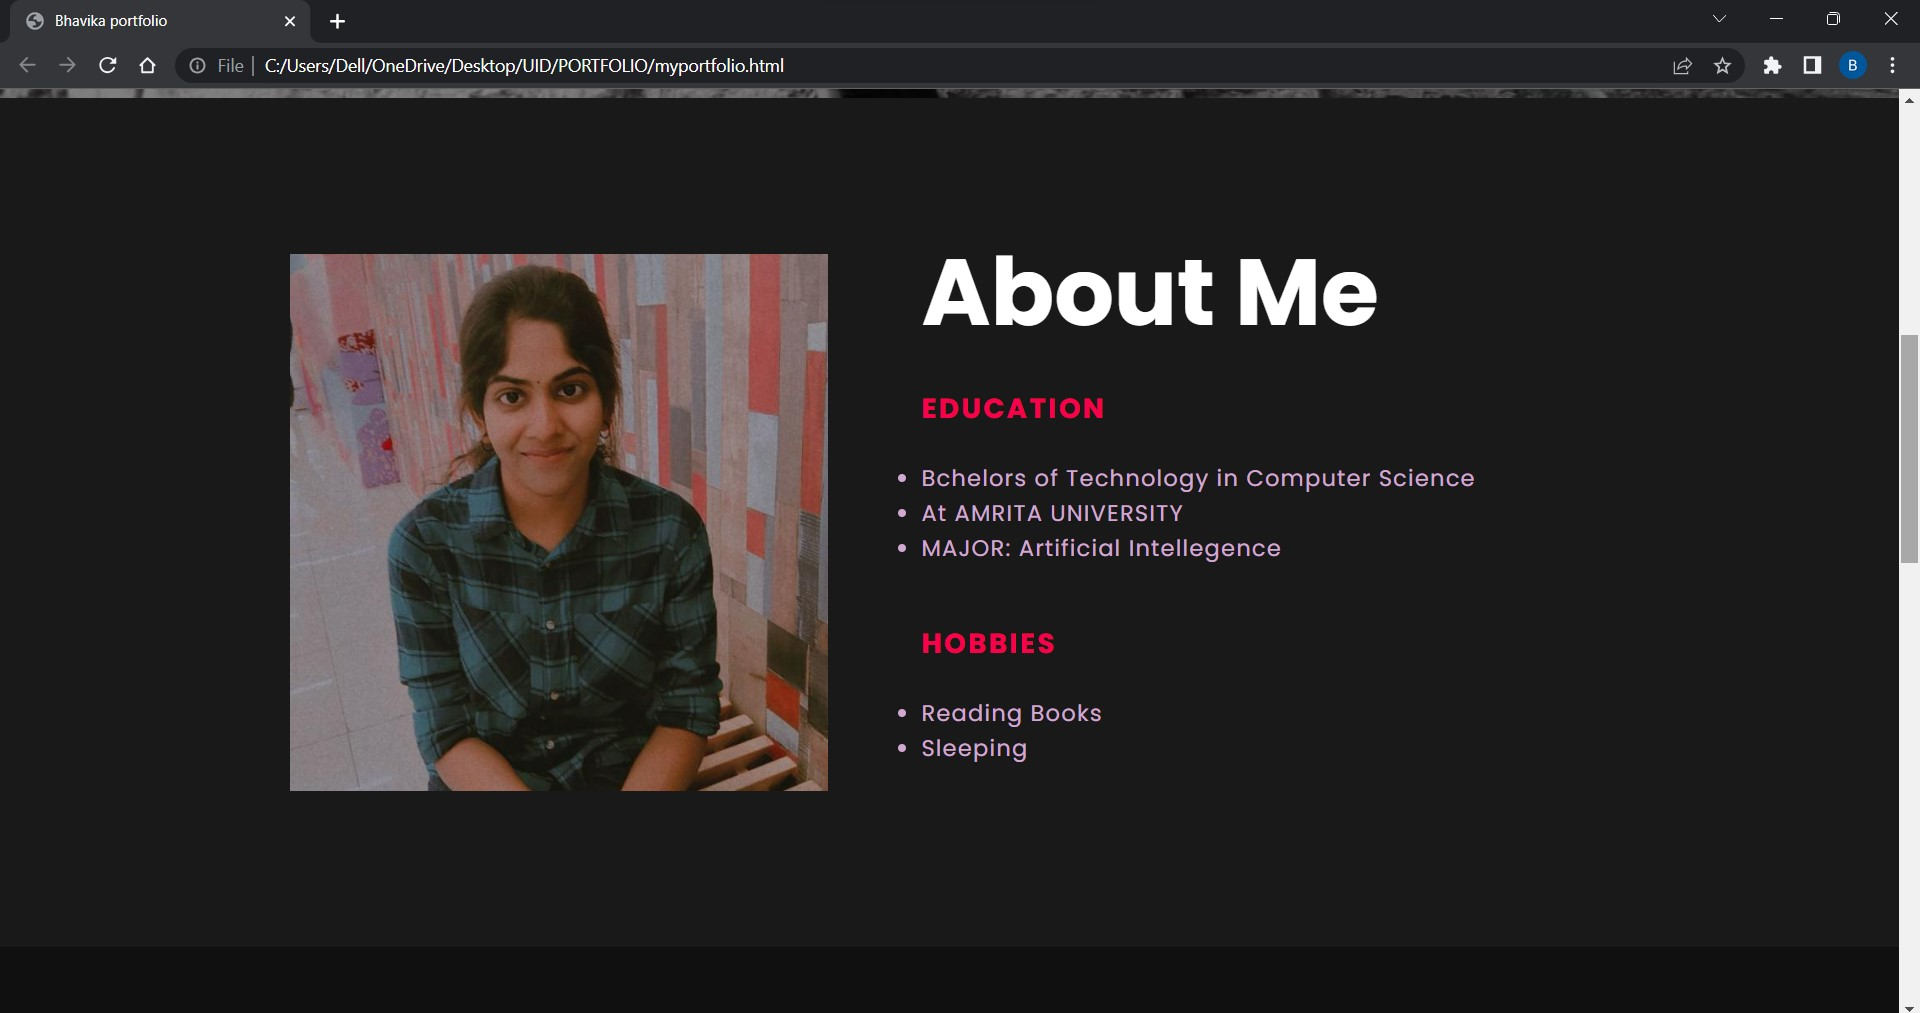 Bhavika portfolio
File C:/Users/Dell/OneDrive/Desktop/UID/PORTFOLIO/myportfolio.html
B
About Me
EDUCATION
Bchelors of Technology in Computer Science
At AMRITA UNIVERSITY
MAJOR: Artificial Intellegence
HOBBIES
Reading Books
Sleeping